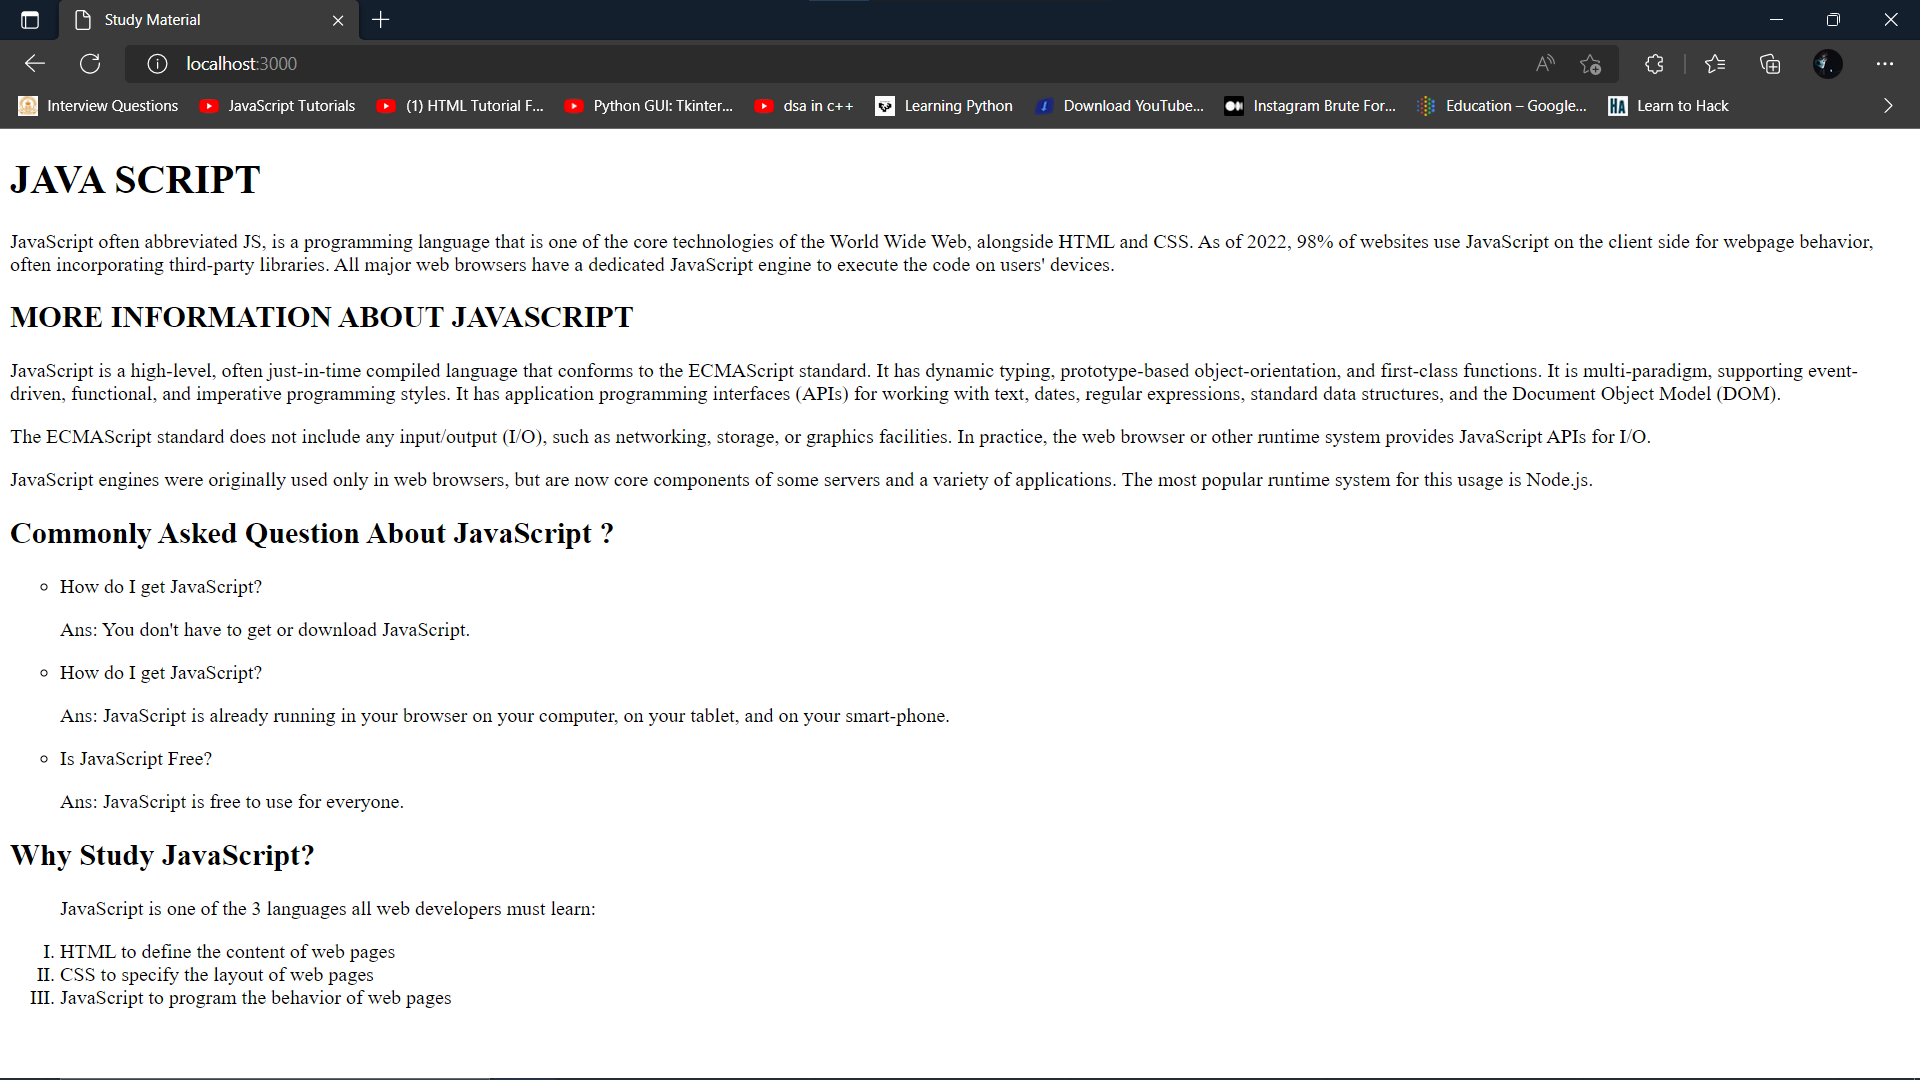 Study Material
localhost:3000
Interview Questions JavaScript Tutorials (1) HTML Tutorial F... Python GUI: Tkinter... dsa in c++ Learning Python Download YouTube... Instagram Brute For... Education – Google... HA Learn to Hack
JAVA SCRIPT
JavaScript often abbreviated JS, is a programming language that is one of the core technologies of the World Wide Web, alongside HTML and CSS. As of 2022, 98% of websites use JavaScript on the client side for webpage behavior,
often incorporating third-party libraries. All major web browsers have a dedicated JavaScript engine to execute the code on users' devices.
MORE INFORMATION ABOUT JAVASCRIPT
JavaScript is a high-level, often just-in-time compiled language that conforms to the ECMAScript standard. It has dynamic typing, prototype-based object-orientation, and first-class functions. It is multi-paradigm, supporting event-
driven, functional, and imperative programming styles. It has application programming interfaces (APIs) for working with text, dates, regular expressions, standard data structures, and the Document Object Model (DOM).
The ECMAScript standard does not include any input/output (I/O), such as networking, storage, or graphics facilities. In practice, the web browser or other runtime system provides JavaScript APIs for I/O.
JavaScript engines were originally used only in web browsers, but are now core components of some servers and a variety of applications. The most popular runtime system for this usage is Node.js.
Commonly Asked Question About JavaScript ?
How do I get JavaScript?
Ans: You don't have to get or download JavaScript.
How do I get JavaScript?
Ans: JavaScript is already running in your browser on your computer, on your tablet, and on your smart-phone.
Is JavaScript Free?
Ans: JavaScript is free to use for everyone.
Why Study JavaScript?
JavaScript is one of the 3 languages all web developers must learn:
I. HTML to define the content of web pages
II. CSS to specify the layout of web pages
III. JavaScript to program the behavior of web pages